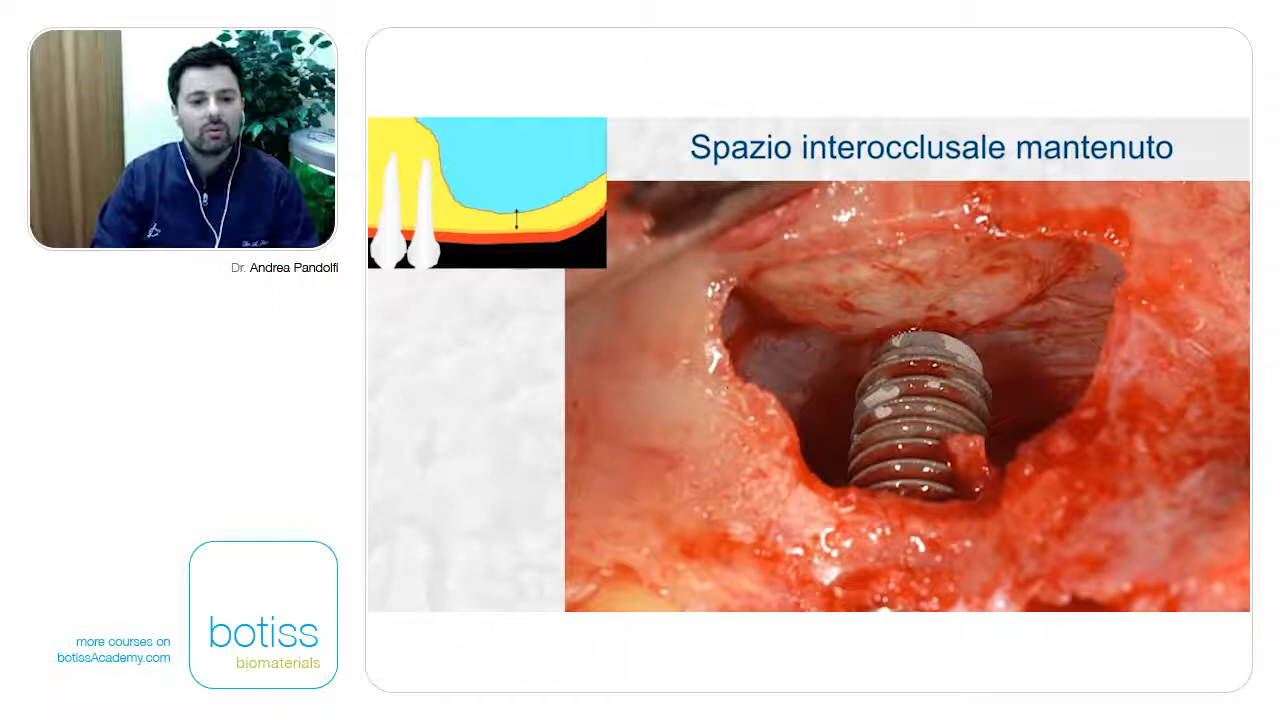 Spazio interocclusale mantenuto
Dr. Andrea Pandolfi
more courses on
botissAcademy.com
botiss
biomaterials